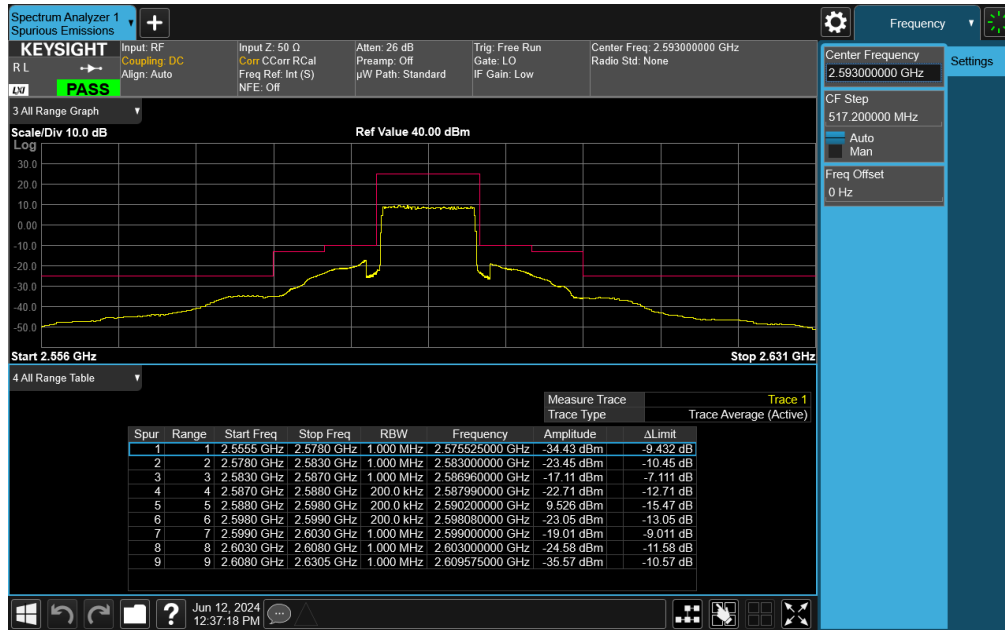 Spectrum Analyzer 1
Spurious Emissions
Frequency
KEYSIGHT
R L
LXI
PASS
Input: RF
Coupling: DC
Align: Auto
Input Z: 50 Ω
Corr CCorr RCal
Freq Ref: Int (S)
NFE: Off
Atten: 26 dB
Preamp: Off
µW Path: Standard
Trig: Free Run
Gate: LO
IF Gain: Low
Center Freq: 2.593000000 GHz
Radio Std: None
Center Frequency
2.593000000 GHz
Settings
CF Step
517.200000 MHz
Auto
Man
Freq Offset
0 Hz
3 All Range Graph
Scale/Div 10.0 dB
Ref Value 40.00 dBm
Log
30.0
20.0
10.0
0.00
-10.0
-20.0
-30.0
-40.0
-50.0
Start 2.556 GHz
Stop 2.631 GHz
4 All Range Table
Measure Trace Trace 1
Trace Type Trace Average (Active)
Spur Range Start Freq Stop Freq RBW Frequency Amplitude ΔLimit
1 1 2.5555 GHz 2.5780 GHz 1.000 MHz 2.575525000 GHz -34.43 dBm -9.432 dB
2 2 2.5780 GHz 2.5830 GHz 1.000 MHz 2.583000000 GHz -23.45 dBm -10.45 dB
3 3 2.5830 GHz 2.5870 GHz 1.000 MHz 2.586960000 GHz -17.11 dBm -7.111 dB
4 4 2.5870 GHz 2.5880 GHz 200.0 kHz 2.587990000 GHz -22.71 dBm -12.71 dB
5 5 2.5880 GHz 2.5980 GHz 200.0 kHz 2.590200000 GHz 9.526 dBm -15.47 dB
6 6 2.5980 GHz 2.5990 GHz 200.0 kHz 2.598080000 GHz -23.05 dBm -13.05 dB
7 7 2.5990 GHz 2.6030 GHz 1.000 MHz 2.599000000 GHz -19.01 dBm -9.011 dB
8 8 2.6030 GHz 2.6080 GHz 1.000 MHz 2.603000000 GHz -24.58 dBm -11.58 dB
9 9 2.6080 GHz 2.6305 GHz 1.000 MHz 2.609575000 GHz -35.57 dBm -10.57 dB
?
Jun 12, 2024
12:37:18 PM